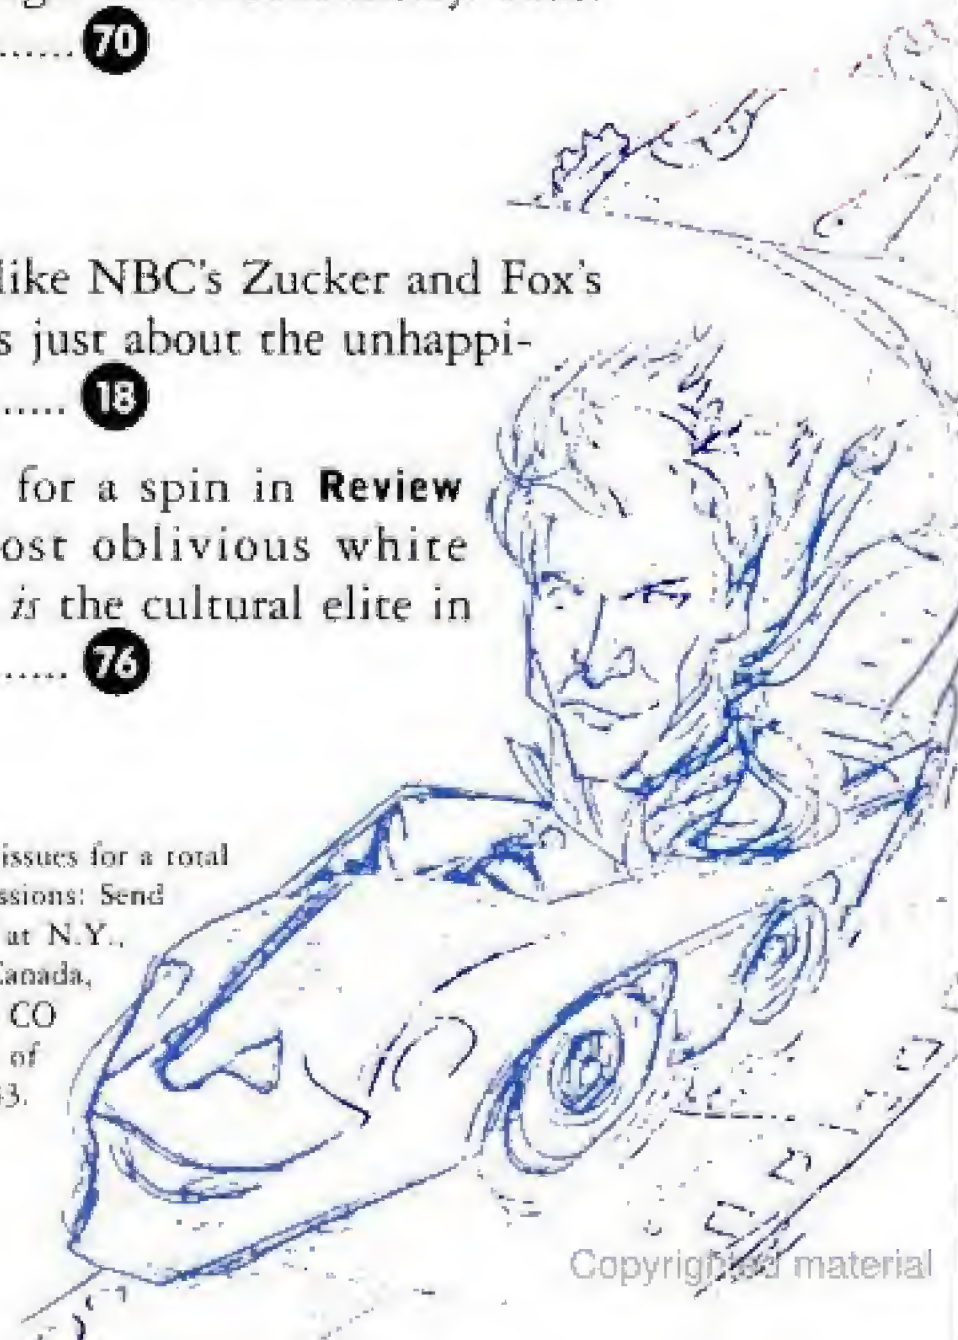 ...... 70
like NBC's Zucker and Fox's
s just about the unhappi-
..... 18
for a spin in Review
ost oblivious white
is the cultural elite in
..... 76
issues for a total
ssions: Send
at N.Y.,
Canada,
CO
of
Copyrighted material